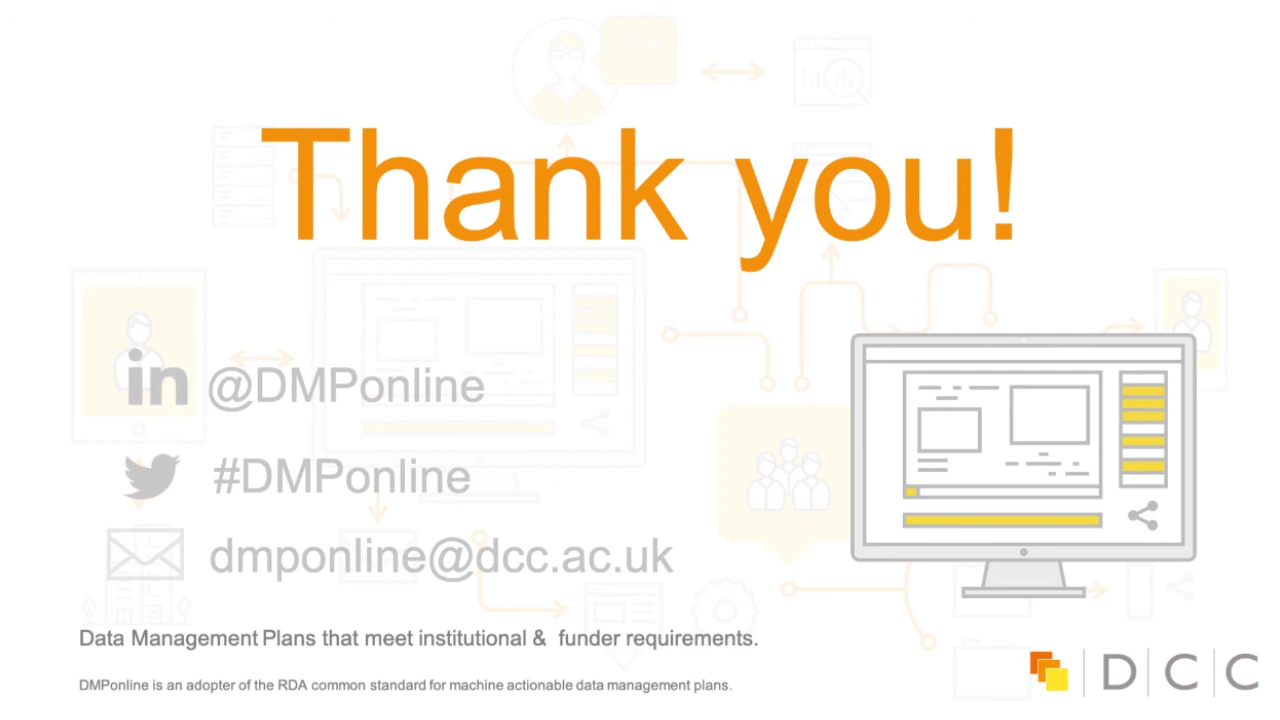 Thank you!
in @DMPonline
#DMPonline
dmponline@dcc.ac.uk
Data Management Plans that meet institutional & funder requirements.
DMPonline is an adopter of the RDA common standard for machine actionable data management plans.
DCC